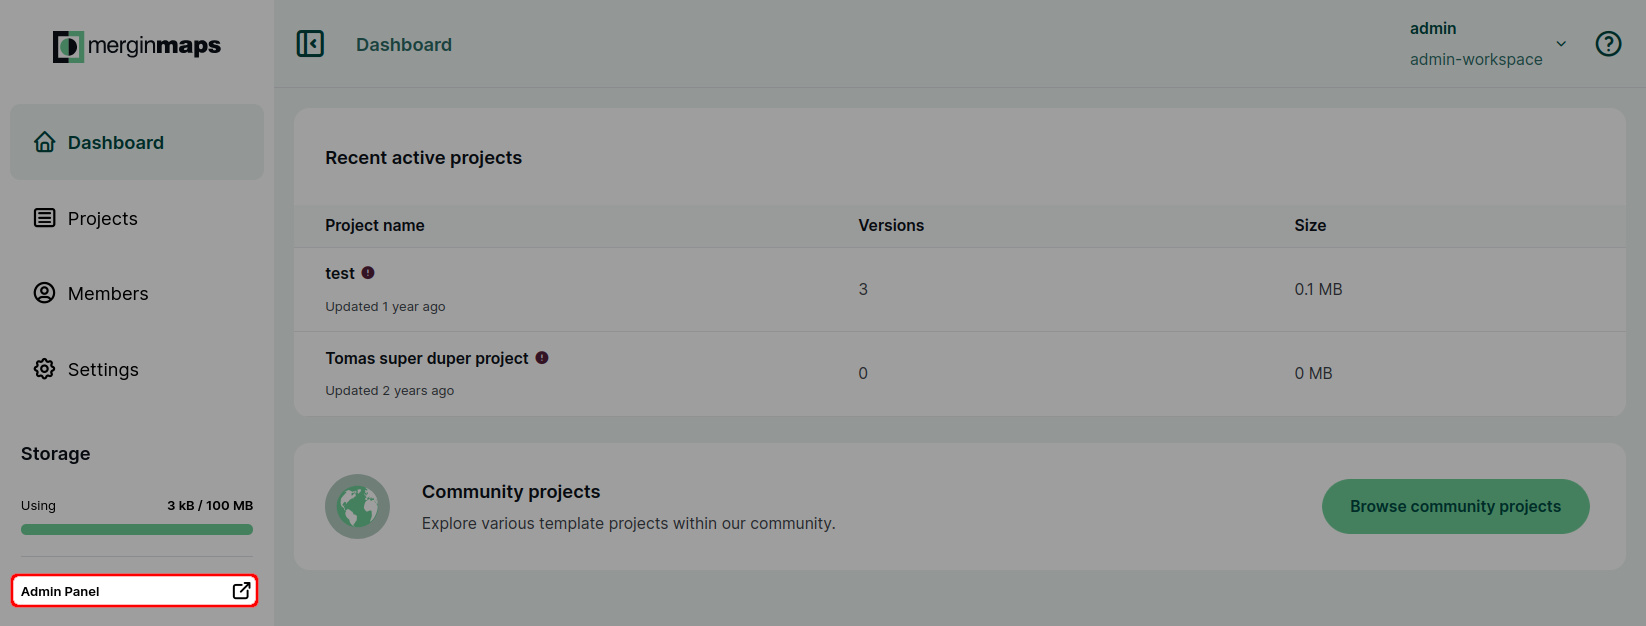 merginmaps
Dashboard
Projects
Members
Settings
Storage
Using 3 kB / 100 MB
Admin Panel
Dashboard
admin
admin-workspace
Recent active projects
Project name Versions Size
test 3 0.1 MB
Updated 1 year ago
Tomas super duper project 0 0 MB
Updated 2 years ago
Community projects
Explore various template projects within our community.
Browse community projects